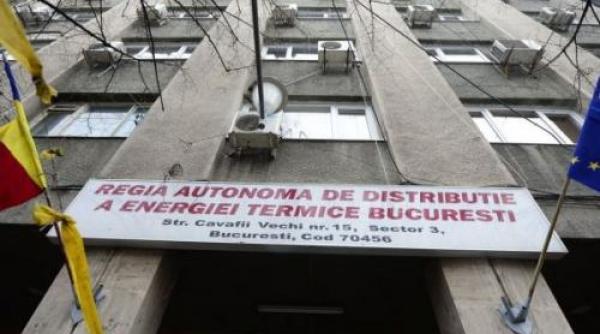 REGIA AUTONOMA DE DISTRIBUTIE
A ENERGIEI TERMICE BUCURESTI
Str. Cavafii Vechi nr. 15, Sector 3,
Bucuresti, Cod 70456